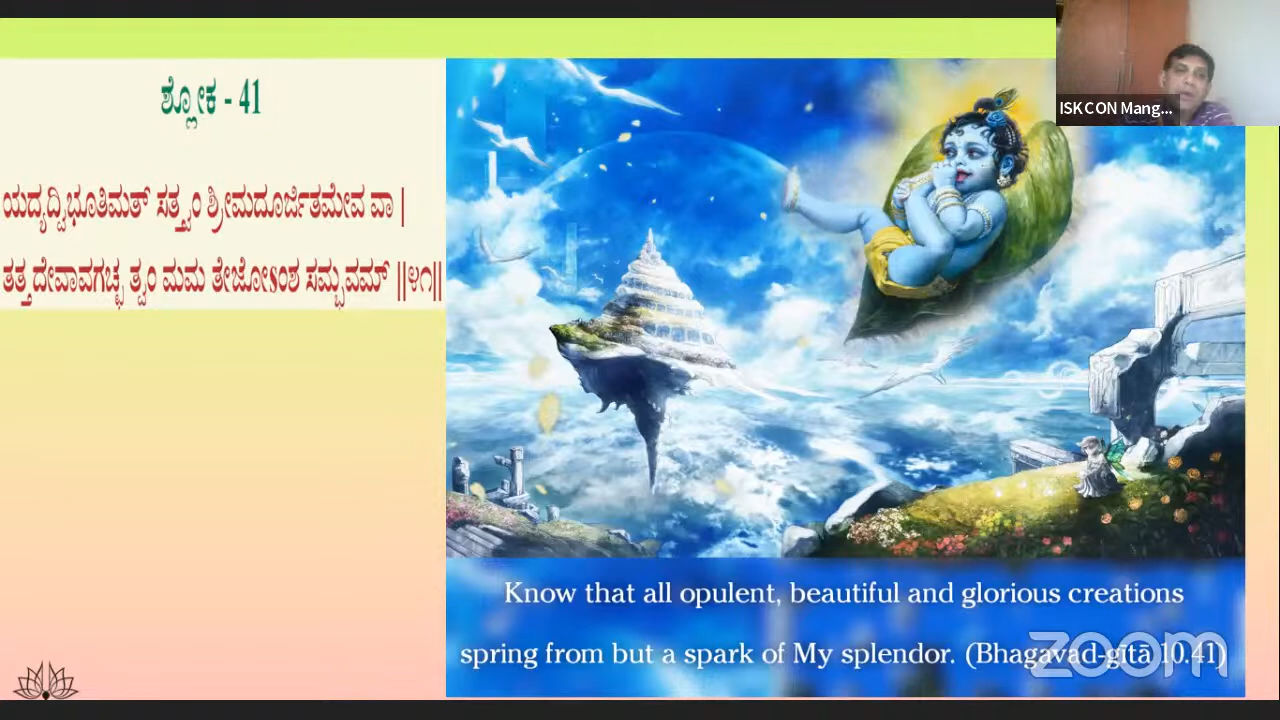 ISKCON Mang...
ಶ್ಲೋಕ - 41
ಯದ್ಯದ್ವಿಭೂತಿಮತ್ ಸತ್ತ್ವಂ ಶ್ರೀಮದೂರ್ಜಿತಮೇವ ವಾ |
ತತ್ತದೇವಾವಗಚ್ಛ ತ್ವಂ ಮಮ ತೇಜೋSಂಶ ಸಮ್ಭವಮ್ ||೪೧||
Know that all opulent, beautiful and glorious creations
spring from but a spark of My splendor. (Bhagavad-gītā 10.41)
zoom